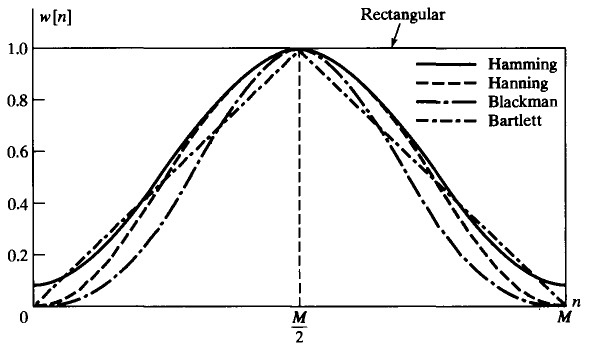 w[n]
Rectangular
1.0
Hamming
Hanning
0.8
Blackman
Bartlett
0.6
0.4
0.2
0
M/2
M
n